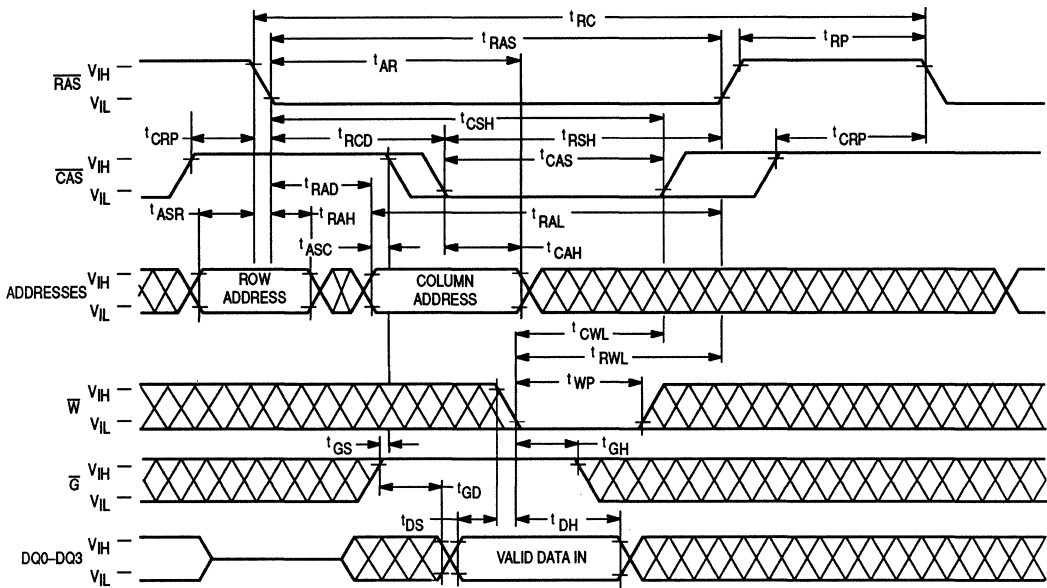 tRC
tRAS
tRP
tAR
RAS VIH
VIL
tCSH
tCRP
tRCD
tRSH
tCRP
CAS VIH
tCAS
VIL
tRAD
tASR
tRAH
tRAL
tASC
tCAH
ADDRESSES VIH
ROW ADDRESS
COLUMN ADDRESS
VIL
tCWL
tRWL
tWP
W VIH
VIL
tGS
tGH
G VIH
VIL
tGD
tDS
tDH
DQ0–DQ3 VIH
VALID DATA IN
VIL